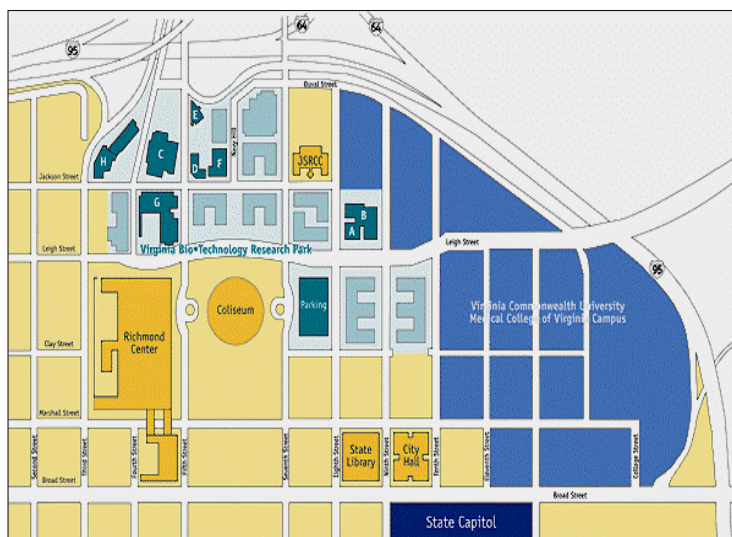 64
64
95
Duval Street
E
Navy Hill
H
C
D
F
JSRCC
Jackson Street
G
B
A
Leigh Street
Virginia Bio•Technology Research Park
Leigh Street
95
Coliseum
Parking
Virginia Commonwealth University
Medical College of Virginia Campus
Richmond
Center
Clay Street
Marshall Street
Second Street
Third Street
Fourth Street
Fifth Street
Seventh Street
Eighth Street
State
Library
Ninth Street
City
Hall
Tenth Street
Eleventh Street
College Street
Broad Street
Broad Street
State Capitol